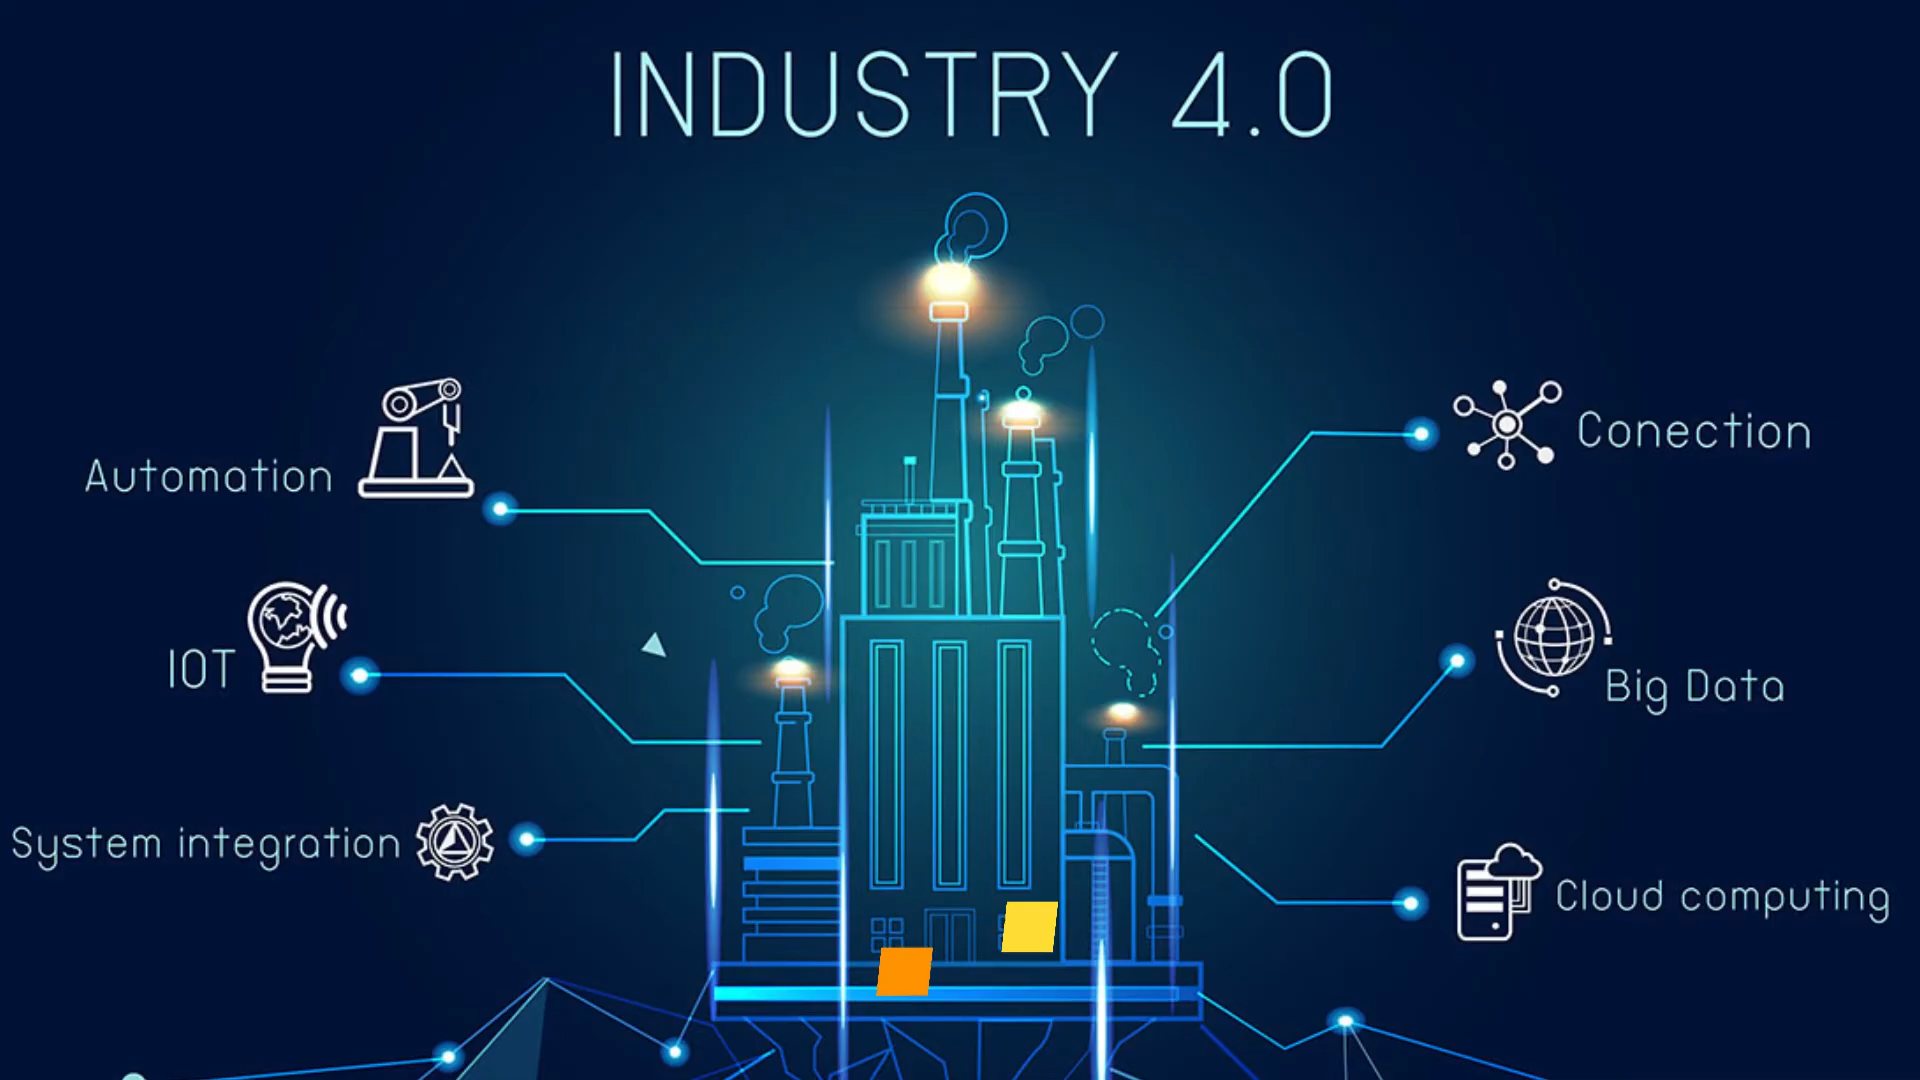 INDUSTRY 4.0
Automation
Conection
IOT
Big Data
System integration
Cloud computing